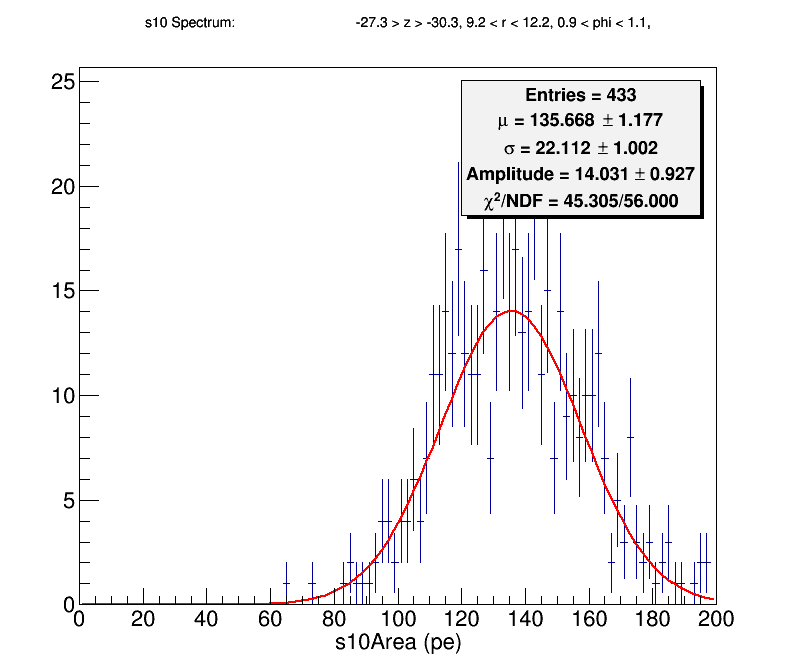 s10 Spectrum: -27.3 > z > -30.3, 9.2 < r < 12.2, 0.9 < phi < 1.1,
25
Entries = 433
μ = 135.668 ± 1.177
σ = 22.112 ± 1.002
Amplitude = 14.031 ± 0.927
χ²/NDF = 45.305/56.000
20
15
10
5
0
0 20 40 60 80 100 120 140 160 180 200
s10Area (pe)